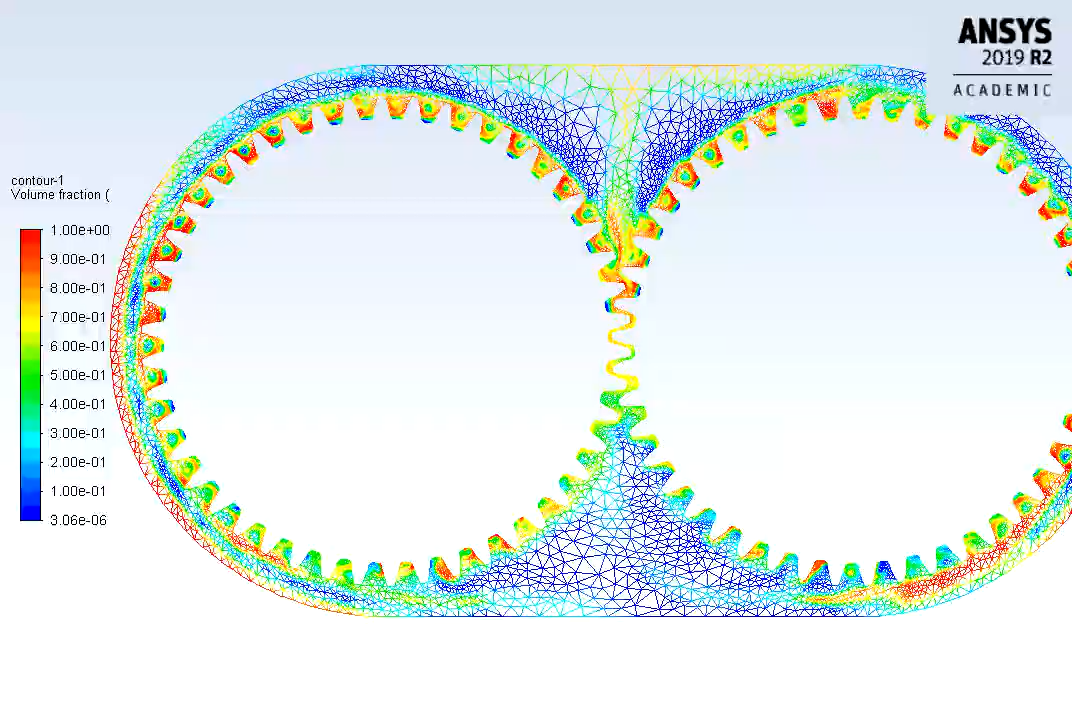 ANSYS
2019 R2
ACADEMIC
contour-1
Volume fraction (
1.00e+00
9.00e-01
8.00e-01
7.00e-01
6.00e-01
5.00e-01
4.00e-01
3.00e-01
2.00e-01
1.00e-01
3.06e-06